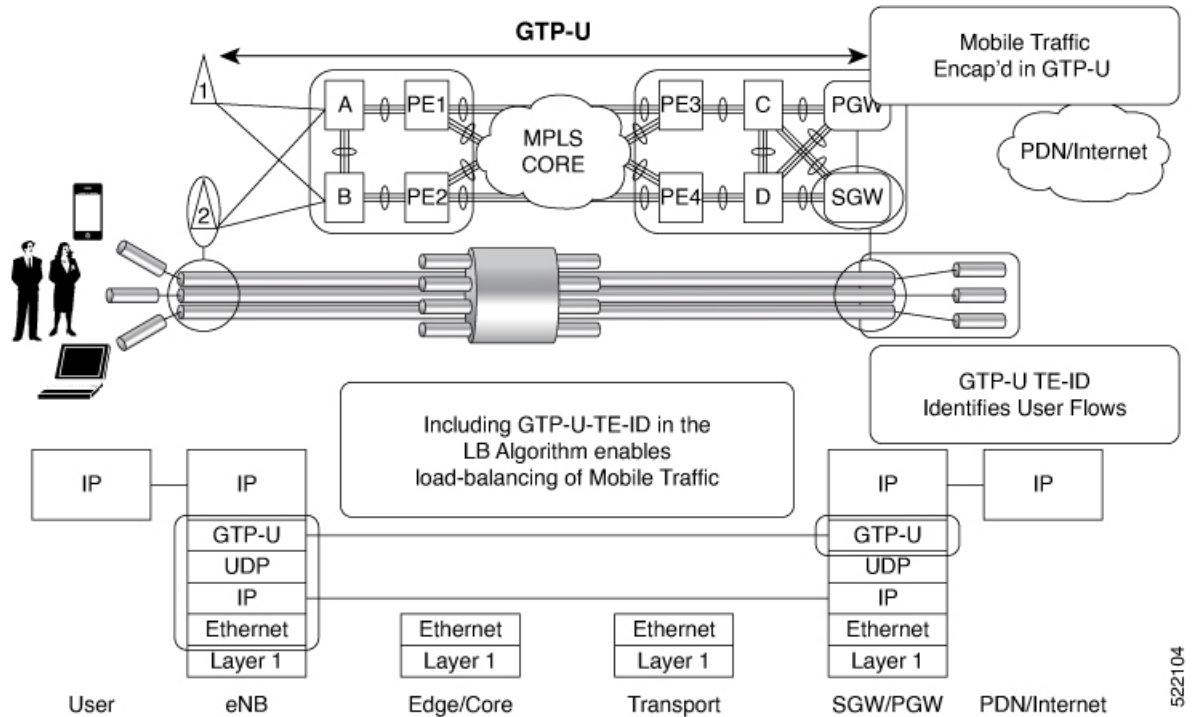 GTP-U
Mobile Traffic
Encap'd in GTP-U
1
A
PE1
PE3
C
PGW
MPLS
CORE
PDN/Internet
2
B
PE2
PE4
D
SGW
GTP-U TE-ID
Identifies User Flows
Including GTP-U-TE-ID in the
LB Algorithm enables
load-balancing of Mobile Traffic
IP
IP
IP
IP
GTP-U
GTP-U
UDP
UDP
IP
IP
Ethernet
Ethernet
Ethernet
Ethernet
Layer 1
Layer 1
Layer 1
Layer 1
User
eNB
Edge/Core
Transport
SGW/PGW
PDN/Internet
522104